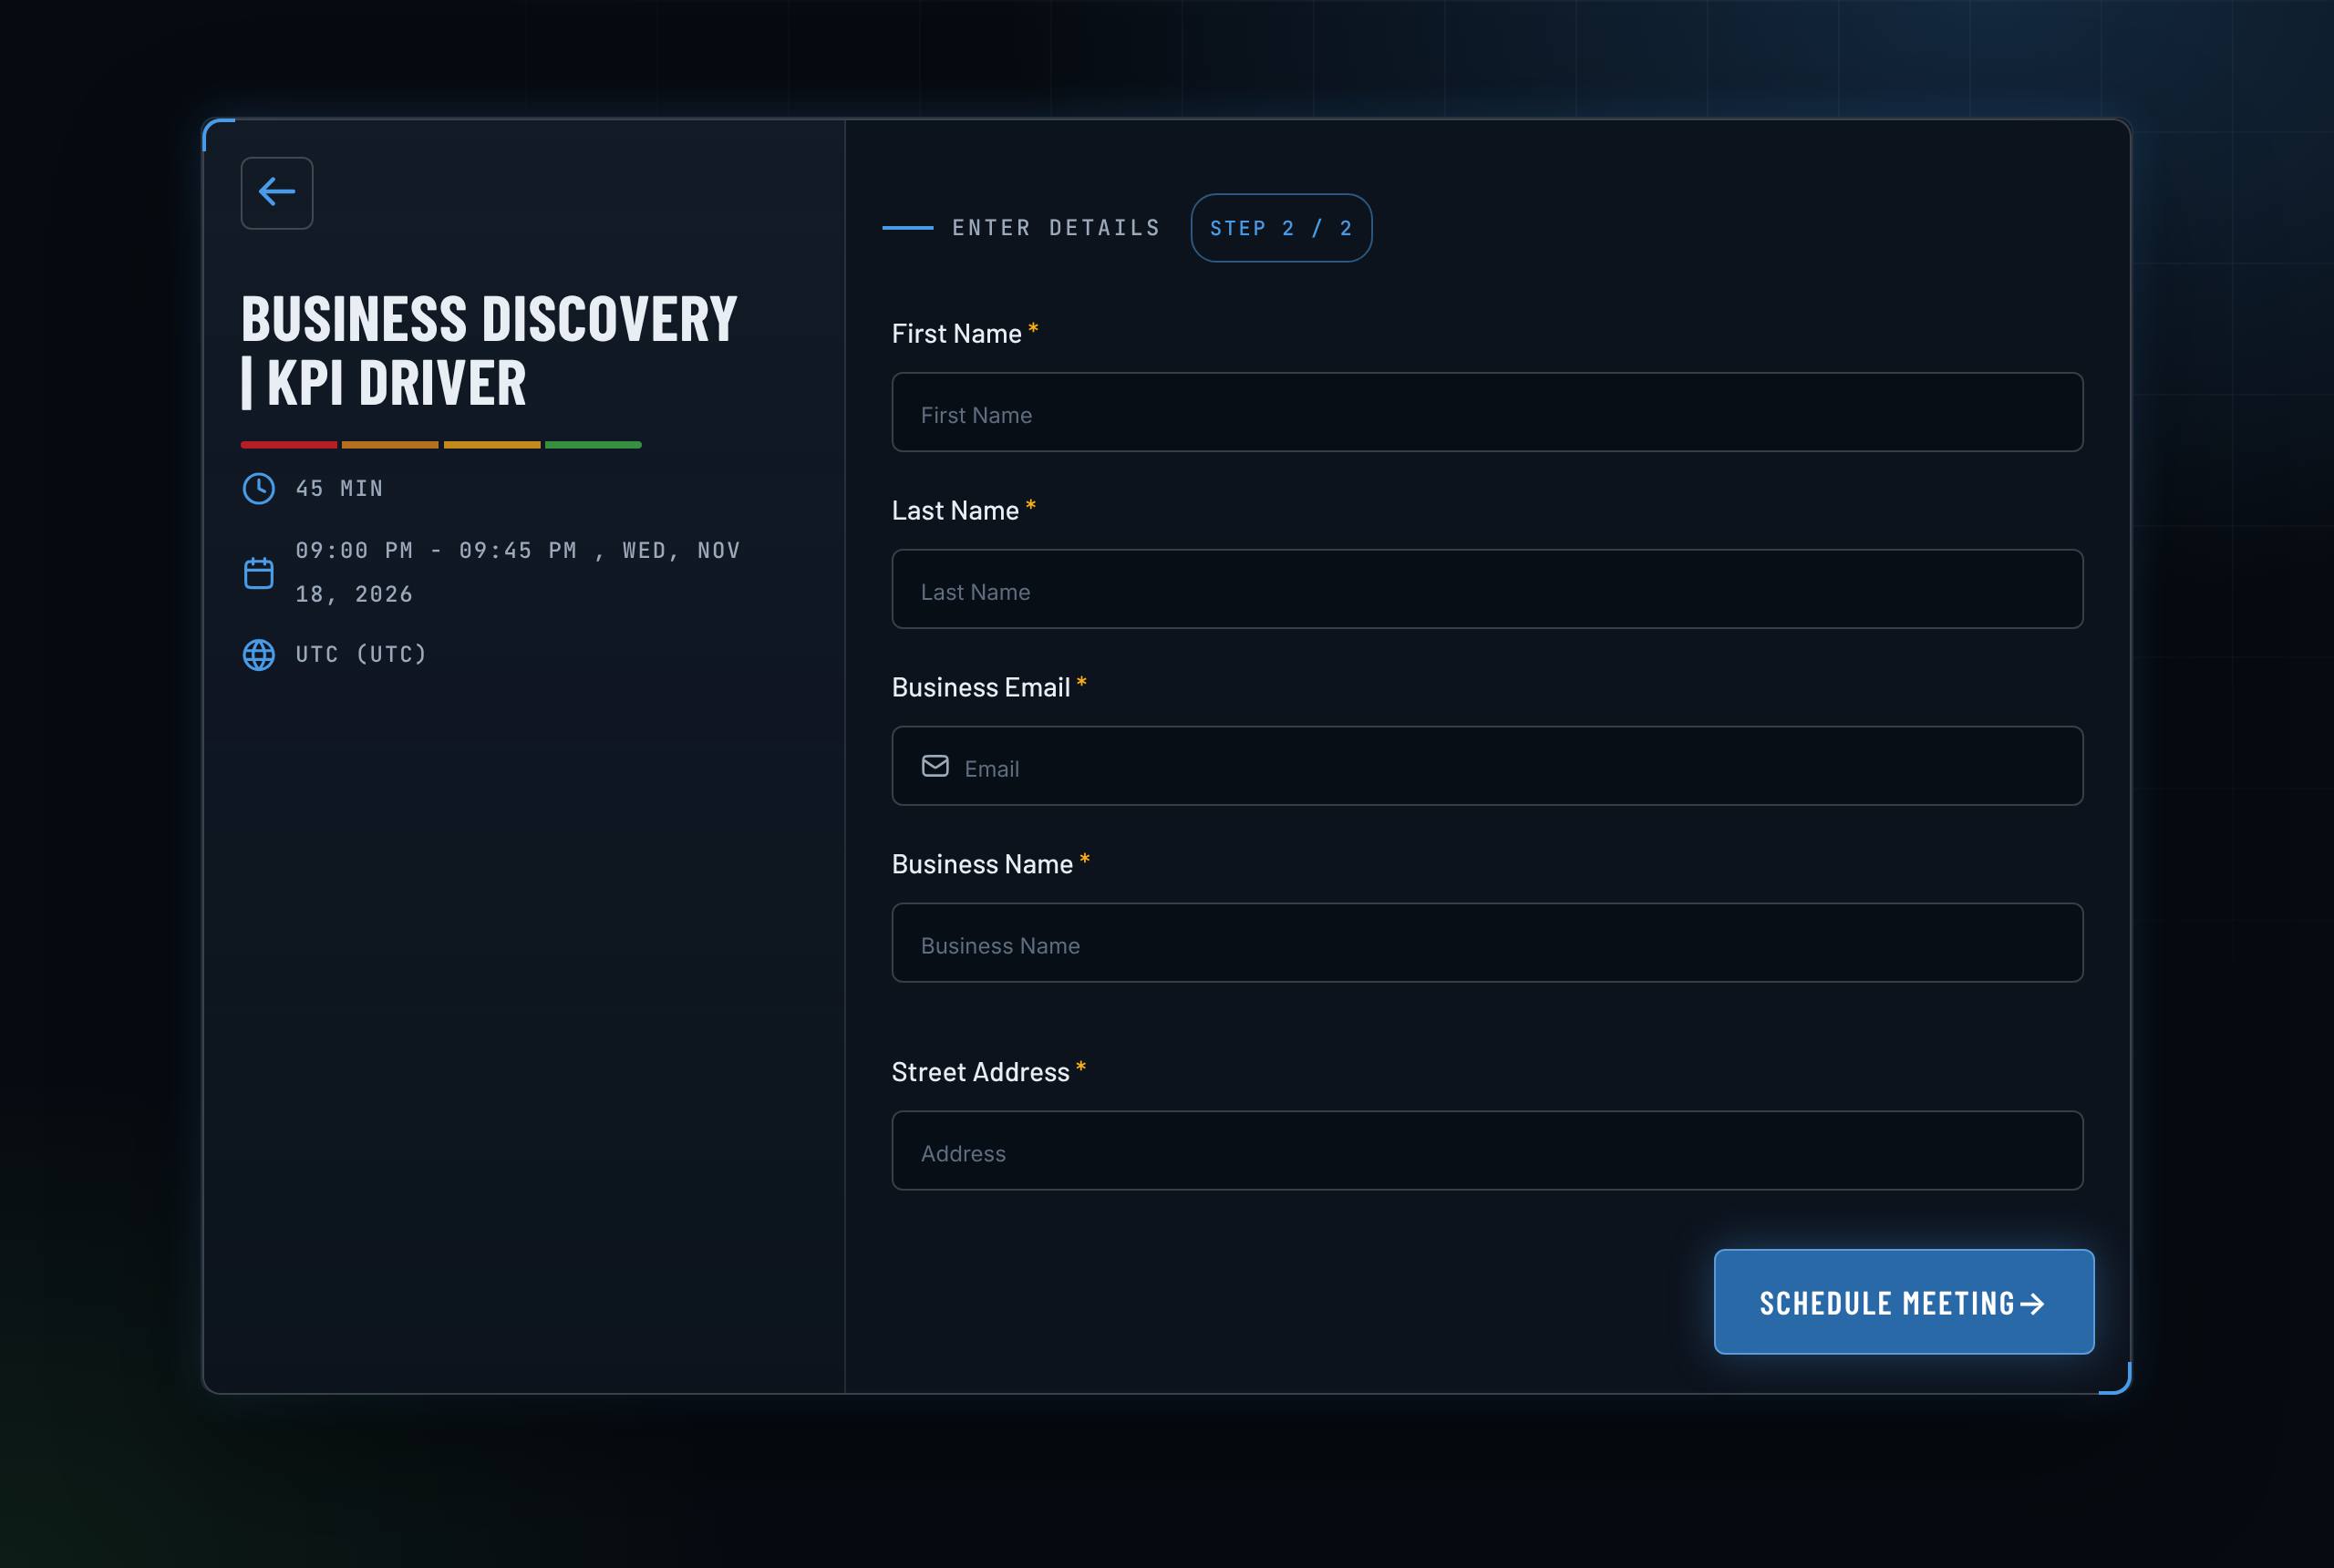 BUSINESS DISCOVERY
| KPI DRIVER
45 MIN
09:00 PM - 09:45 PM , WED, NOV
18, 2026
UTC (UTC)
ENTER DETAILS
STEP 2 / 2
First Name *
First Name
Last Name *
Last Name
Business Email *
Email
Business Name *
Business Name
Street Address *
Address
SCHEDULE MEETING→